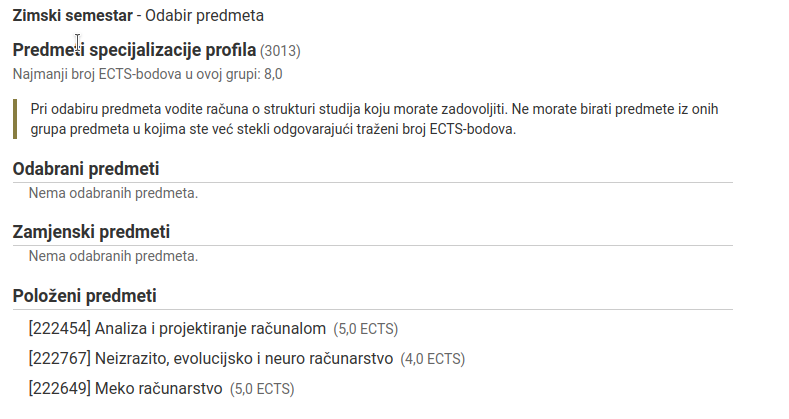 Zimski semestar - Odabir predmeta
Predmeti specijalizacije profila (3013)
Najmanji broj ECTS-bodova u ovoj grupi: 8,0
Pri odabiru predmeta vodite računa o strukturi studija koju morate zadovoljiti. Ne morate birati predmete iz onih
grupa predmeta u kojima ste već stekli odgovarajući traženi broj ECTS-bodova.
Odabrani predmeti
Nema odabranih predmeta.
Zamjenski predmeti
Nema odabranih predmeta.
Položeni predmeti
[222454] Analiza i projektiranje računalom (5,0 ECTS)
[222767] Neizrazito, evolucijsko i neuro računarstvo (4,0 ECTS)
[222649] Meko računarstvo (5,0 ECTS)